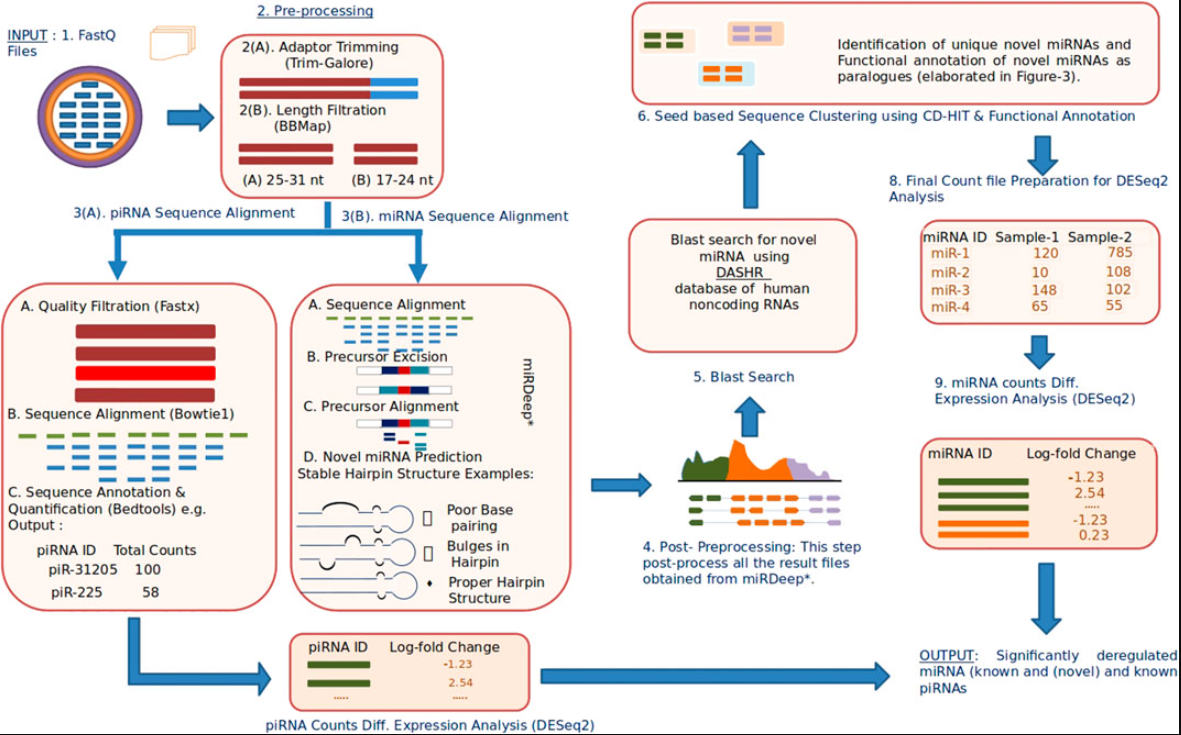 INPUT : 1. FastQ
Files
2. Pre-processing
2(A). Adaptor Trimming
(Trim-Galore)
2(B). Length Filtration
(BBMap)
(A) 25-31 nt (B) 17-24 nt
3(A). piRNA Sequence Alignment
3(B). miRNA Sequence Alignment
A. Quality Filtration (Fastx)
B. Sequence Alignment (Bowtie1)
C. Sequence Annotation &
Quantification (Bedtools) e.g.
Output :
piRNA ID Total Counts
piR-31205 100
piR-225 58
A. Sequence Alignment
B. Precursor Excision
C. Precursor Alignment
D. Novel miRNA Prediction
Stable Hairpin Structure Examples:
Poor Base
pairing
Bulges in
Hairpin
Proper Hairpin
Structure
miRDeep*
piRNA ID Log-fold Change
-1.23
2.54
..... .....
piRNA Counts Diff. Expression Analysis (DESeq2)
4. Post- Preprocessing: This step
post-process all the result files
obtained from miRDeep*.
5. Blast Search
Blast search for novel
miRNA using
DASHR
database of human
noncoding RNAs
6. Seed based Sequence Clustering using CD-HIT & Functional Annotation
Identification of unique novel miRNAs and
Functional annotation of novel miRNAs as
paralogues (elaborated in Figure-3).
8. Final Count file Preparation for DESeq2
Analysis
miRNA ID Sample-1 Sample-2
miR-1 120 785
miR-2 10 108
miR-3 148 102
miR-4 65 55
9. miRNA counts Diff.
Expression Analysis (DESeq2)
miRNA ID Log-fold Change
-1.23
2.54
.....
-1.23
0.23
OUTPUT: Significantly deregulated
miRNA (known and (novel) and known
piRNAs